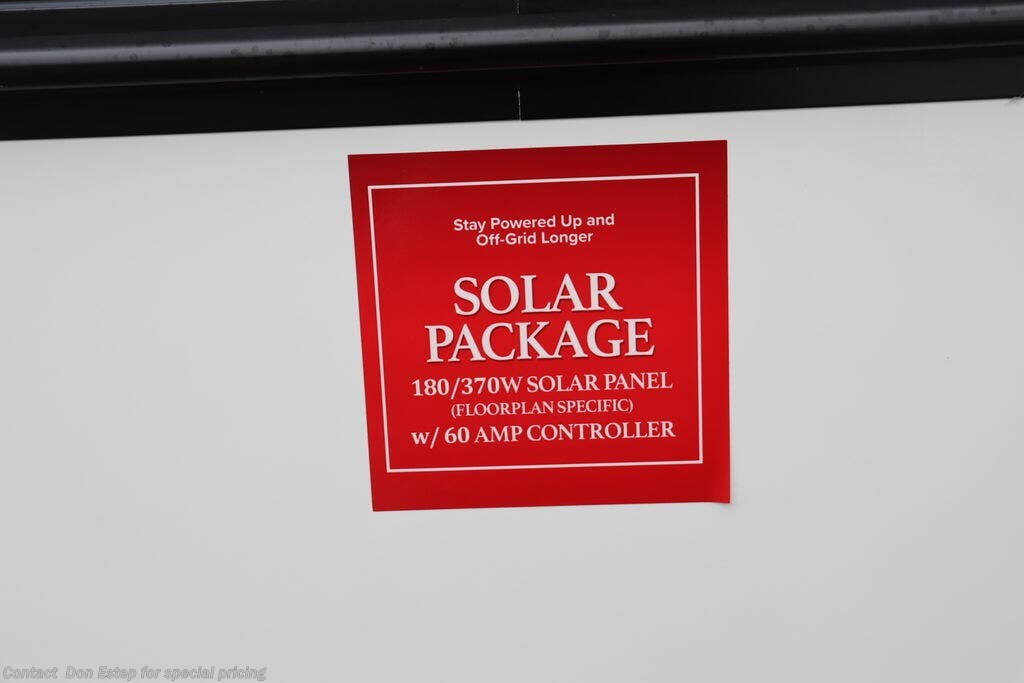 Stay Powered Up and
Off-Grid Longer
SOLAR
PACKAGE
180/370W SOLAR PANEL
(FLOORPLAN SPECIFIC)
w/ 60 AMP CONTROLLER
Contact Don Estep for special pricing